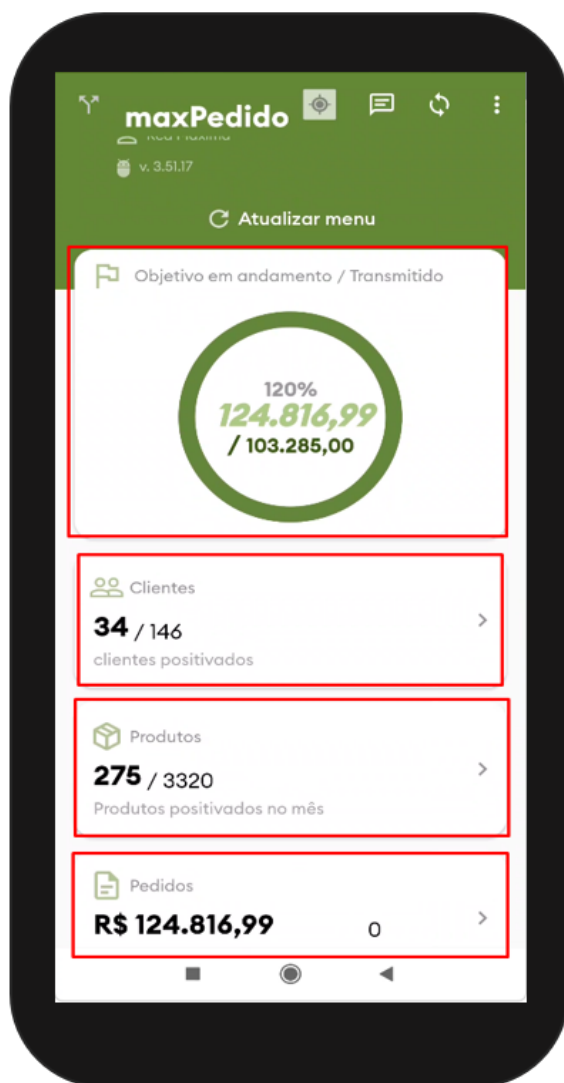 maxPedido
v. 3.51.17
Atualizar menu
Objetivo em andamento / Transmitido
120%
124.816,99
/ 103.285,00
Clientes
34 / 146
clientes positivados
Produtos
275 / 3320
Produtos positivados no mês
Pedidos
R$ 124.816,99 0